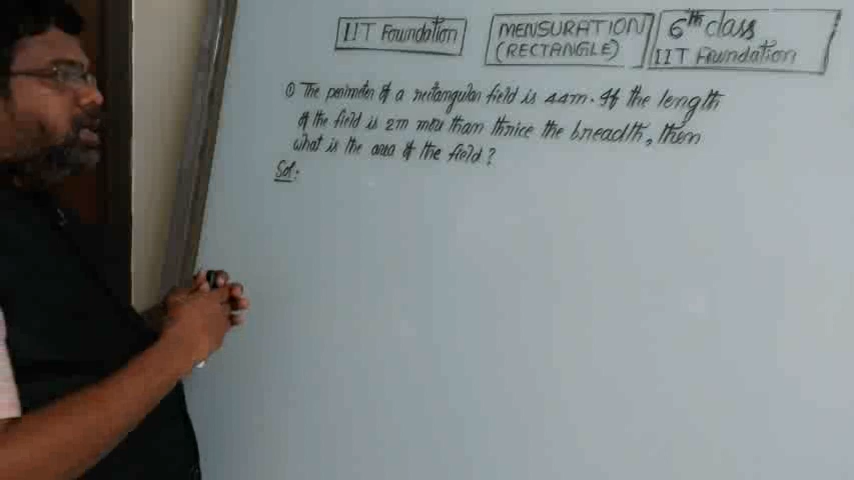 IIT Foundation
MENSURATION
(RECTANGLE)
6th class
IIT Foundation
① The perimeter of a rectangular field is 44m. If the length
of the field is 2m more than thrice the breadth, then
what is the area of the field?
Sol: